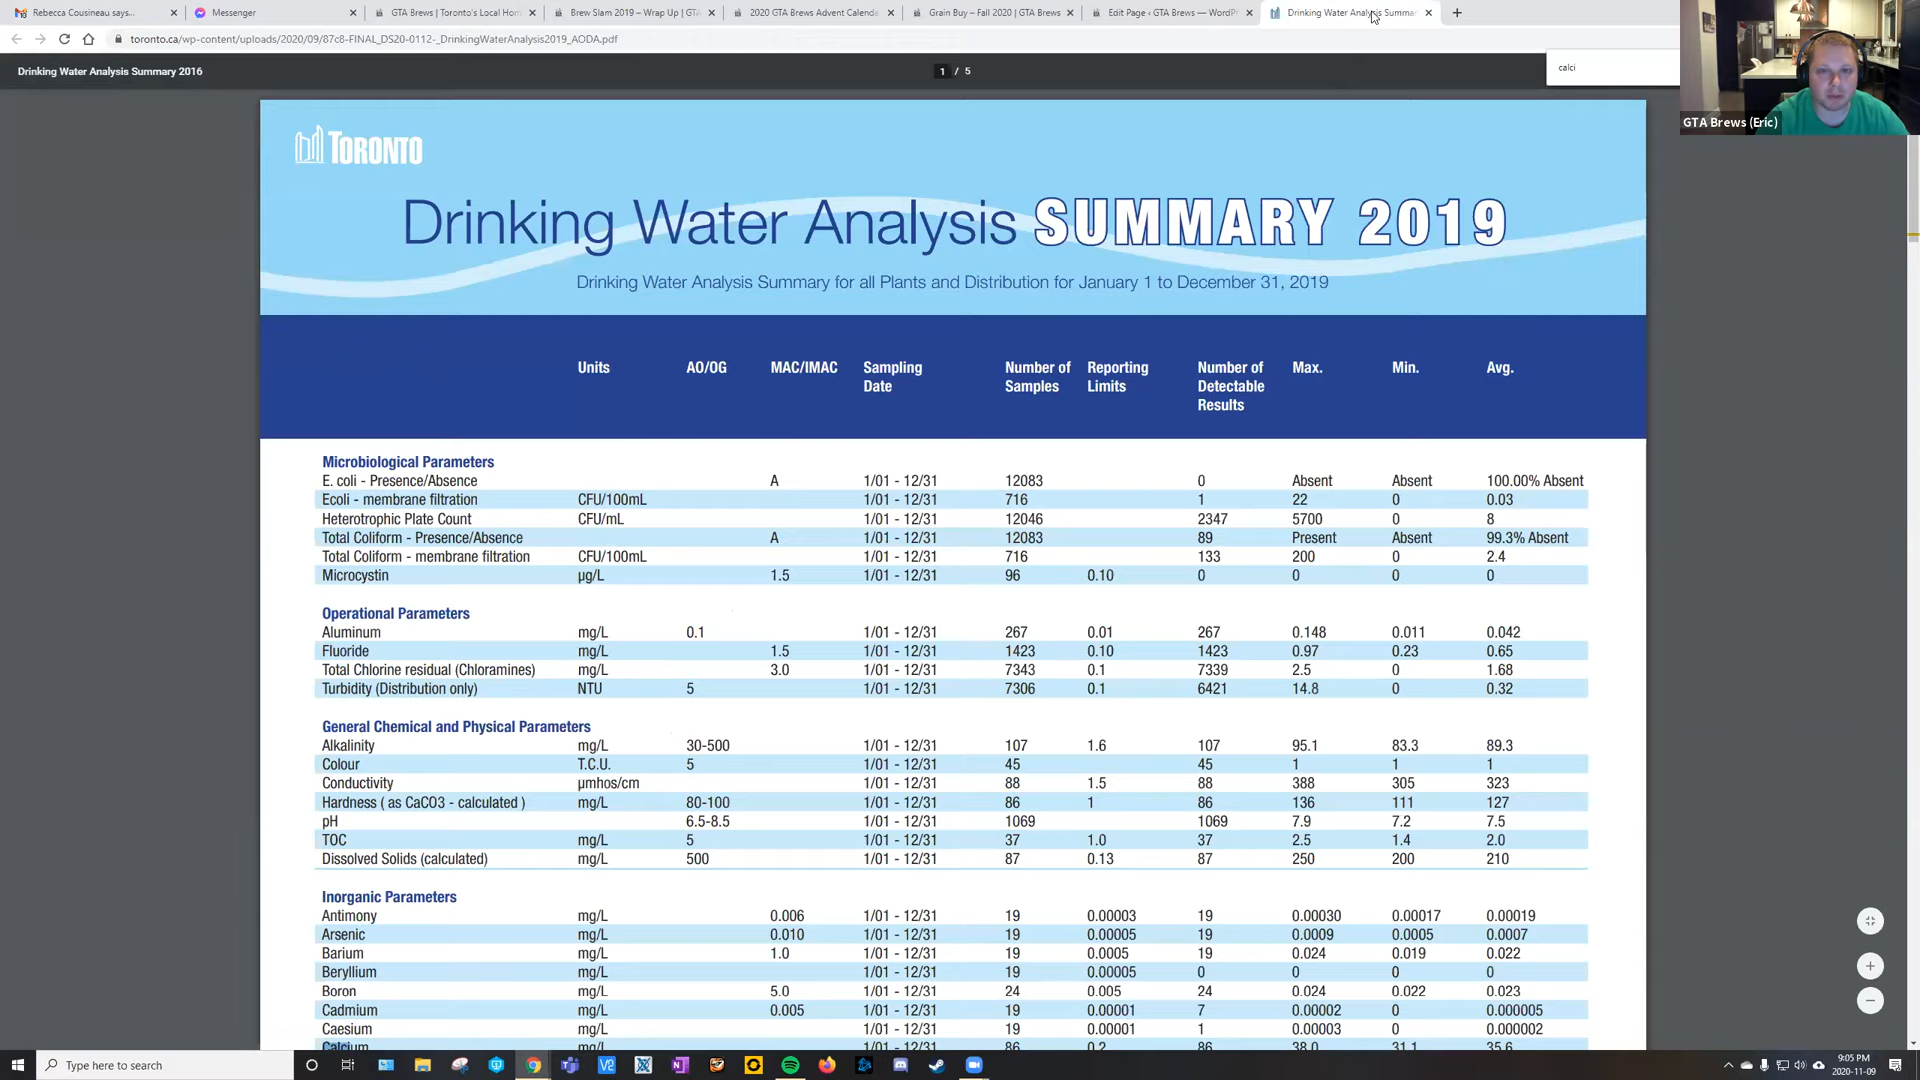 Rebecca Cousineau says...
Messenger
GTA Brews | Toronto's Local Hom
Brew Slam 2019 – Wrap Up | GTA
2020 GTA Brews Advent Calenda
Grain Buy – Fall 2020 | GTA Brews
Edit Page ‹ GTA Brews — WordPr
Drinking Water Analysis Summar
toronto.ca/wp-content/uploads/2020/09/87c8-FINAL_DS20-0112-_DrinkingWaterAnalysis2019_AODA.pdf
Drinking Water Analysis Summary 2016
1 / 5
calci
GTA Brews (Eric)
TORONTO
Drinking Water Analysis SUMMARY 2019
Drinking Water Analysis Summary for all Plants and Distribution for January 1 to December 31, 2019
Units AO/OG MAC/IMAC Sampling Date Number of Samples Reporting Limits Number of Detectable Results Max. Min. Avg.
Microbiological Parameters
E. coli - Presence/Absence A 1/01 - 12/31 12083 0 Absent Absent 100.00% Absent
Ecoli - membrane filtration CFU/100mL 1/01 - 12/31 716 1 22 0 0.03
Heterotrophic Plate Count CFU/mL 1/01 - 12/31 12046 2347 5700 0 8
Total Coliform - Presence/Absence A 1/01 - 12/31 12083 89 Present Absent 99.3% Absent
Total Coliform - membrane filtration CFU/100mL 1/01 - 12/31 716 133 200 0 2.4
Microcystin µg/L 1.5 1/01 - 12/31 96 0.10 0 0 0 0
Operational Parameters
Aluminum mg/L 0.1 1/01 - 12/31 267 0.01 267 0.148 0.011 0.042
Fluoride mg/L 1.5 1/01 - 12/31 1423 0.10 1423 0.97 0.23 0.65
Total Chlorine residual (Chloramines) mg/L 3.0 1/01 - 12/31 7343 0.1 7339 2.5 0 1.68
Turbidity (Distribution only) NTU 5 1/01 - 12/31 7306 0.1 6421 14.8 0 0.32
General Chemical and Physical Parameters
Alkalinity mg/L 30-500 1/01 - 12/31 107 1.6 107 95.1 83.3 89.3
Colour T.C.U. 5 1/01 - 12/31 45 45 1 1 1
Conductivity µmhos/cm 1/01 - 12/31 88 1.5 88 388 305 323
Hardness ( as CaCO3 - calculated ) mg/L 80-100 1/01 - 12/31 86 1 86 136 111 127
pH 6.5-8.5 1/01 - 12/31 1069 1069 7.9 7.2 7.5
TOC mg/L 5 1/01 - 12/31 37 1.0 37 2.5 1.4 2.0
Dissolved Solids (calculated) mg/L 500 1/01 - 12/31 87 0.13 87 250 200 210
Inorganic Parameters
Antimony mg/L 0.006 1/01 - 12/31 19 0.00003 19 0.00030 0.00017 0.00019
Arsenic mg/L 0.010 1/01 - 12/31 19 0.00005 19 0.0009 0.0005 0.0007
Barium mg/L 1.0 1/01 - 12/31 19 0.0005 19 0.024 0.019 0.022
Beryllium mg/L 1/01 - 12/31 19 0.00005 0 0 0 0
Boron mg/L 5.0 1/01 - 12/31 24 0.005 24 0.024 0.022 0.023
Cadmium mg/L 0.005 1/01 - 12/31 19 0.00001 7 0.00002 0 0.000005
Caesium mg/L 1/01 - 12/31 19 0.00001 1 0.00003 0 0.000002
Calcium mg/L 1/01 - 12/31 86 0.2 86 38.0 31.1 35.6
Type here to search
9:05 PM
2020-11-09